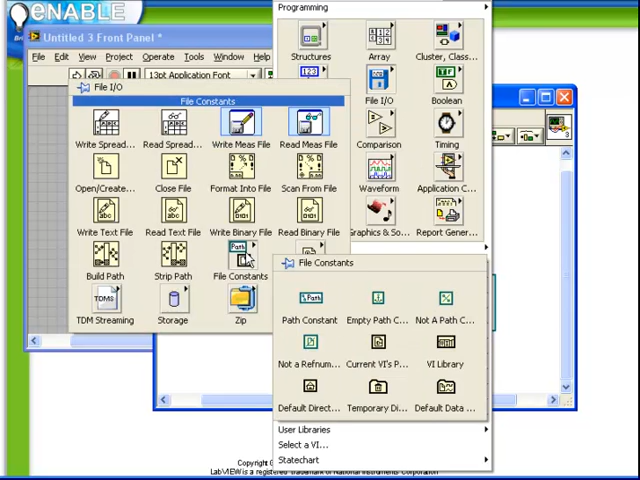 eNABLE
Untitled 3 Front Panel *
File Edit View Project Operate Tools Window Help
13pt Application Font
Programming
Structures
Array
Cluster, Class...
File I/O
Boolean
Comparison
Timing
Waveform
Application C...
Graphics & So...
Report Gener...
File I/O
File Constants
Write Spread...
Read Spread...
Write Meas File
Read Meas File
Open/Create...
Close File
Format Into File
Scan From File
Write Text File
Read Text File
Write Binary File
Read Binary File
Build Path
Strip Path
File Constants
TDM Streaming
Storage
Zip
File Constants
Path Constant
Empty Path C...
Not A Path C...
Not a Refnum...
Current VI's P...
VI Library
Default Direct...
Temporary Di...
Default Data ...
User Libraries
Select a VI...
Statechart
LabVIEW is a registered trademark of National Instruments Corporation